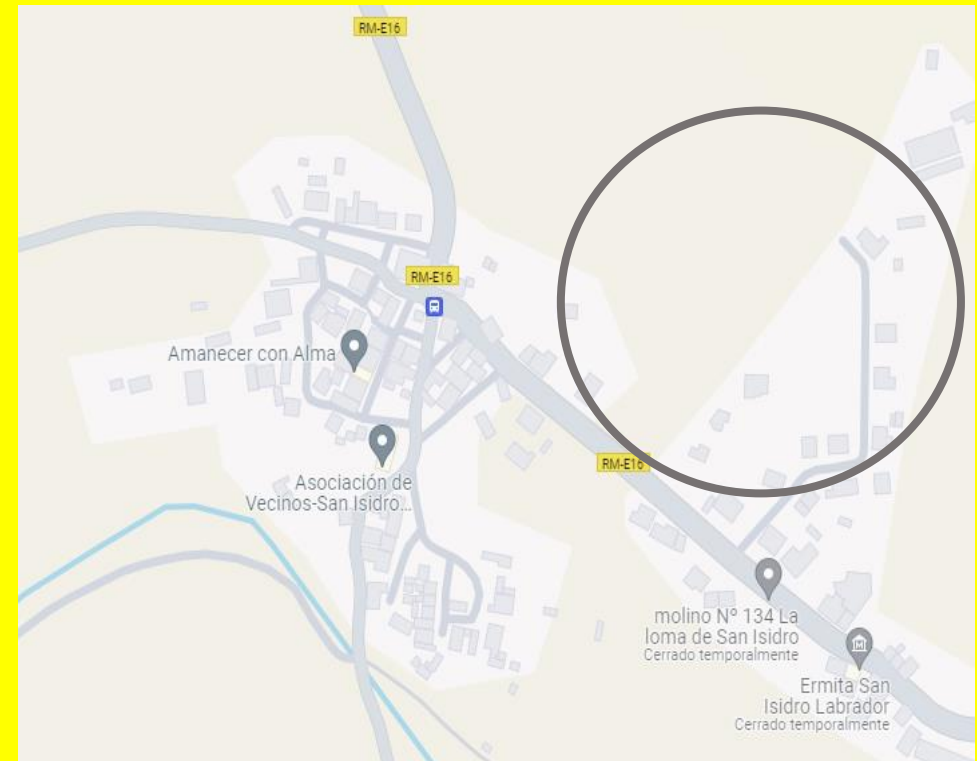 RM-E16
RM-E16
Amanecer con Alma
Asociación de
Vecinos-San Isidro...
RM-E16
molino Nº 134 La
loma de San Isidro
Cerrado temporalmente
Ermita San
Isidro Labrador
Cerrado temporalmente